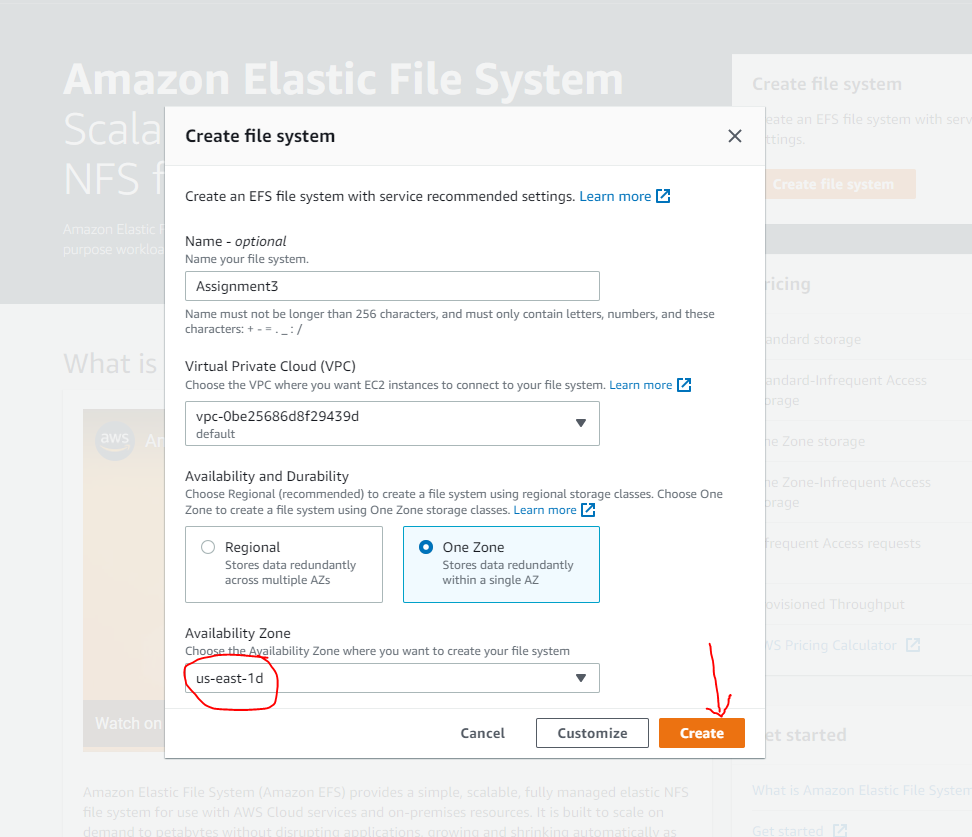 Amazon Elastic File System
Scala
NFS f
Amazon Elastic F
purpose workloa
Create file system
eate an EFS file system with serv
ttings.
Create file system
Create file system
Create an EFS file system with service recommended settings. Learn more
Name - optional
Name your file system.
Assignment3
Name must not be longer than 256 characters, and must only contain letters, numbers, and these
characters: + - = . _ : /
Virtual Private Cloud (VPC)
Choose the VPC where you want EC2 instances to connect to your file system. Learn more
vpc-0be25686d8f29439d
default
Availability and Durability
Choose Regional (recommended) to create a file system using regional storage classes. Choose One
Zone to create a file system using One Zone storage classes. Learn more
Regional
Stores data redundantly
across multiple AZs
One Zone
Stores data redundantly
within a single AZ
Availability Zone
Choose the Availability Zone where you want to create your file system
us-east-1d
Cancel
Customize
Create
What is
aws
Am
Watch on
ricing
andard storage
andard-Infrequent Access
orage
ne Zone storage
ne Zone-Infrequent Access
orage
frequent Access requests
ovisioned Throughput
WS Pricing Calculator
et started
What is Amazon Elastic File System
Get started
Amazon Elastic File System (Amazon EFS) provides a simple, scalable, fully managed elastic NFS
file system for use with AWS Cloud services and on-premises resources. It is built to scale on
demand to petabytes without disrupting applications, growing and shrinking automatically as